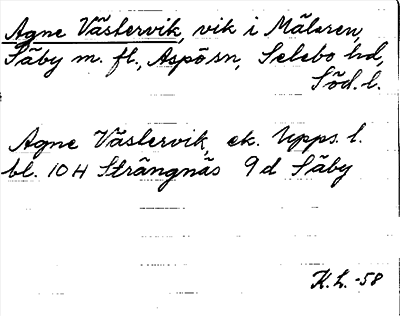 Agne Västervik, vik i Mälaren,
Säby m. fl., Aspösn, Selebo hd,
Söd. l.
Agne Västervik, ek. Upps. l.
bl. 10 H Strängnäs 9 d Säby
K. L. -58